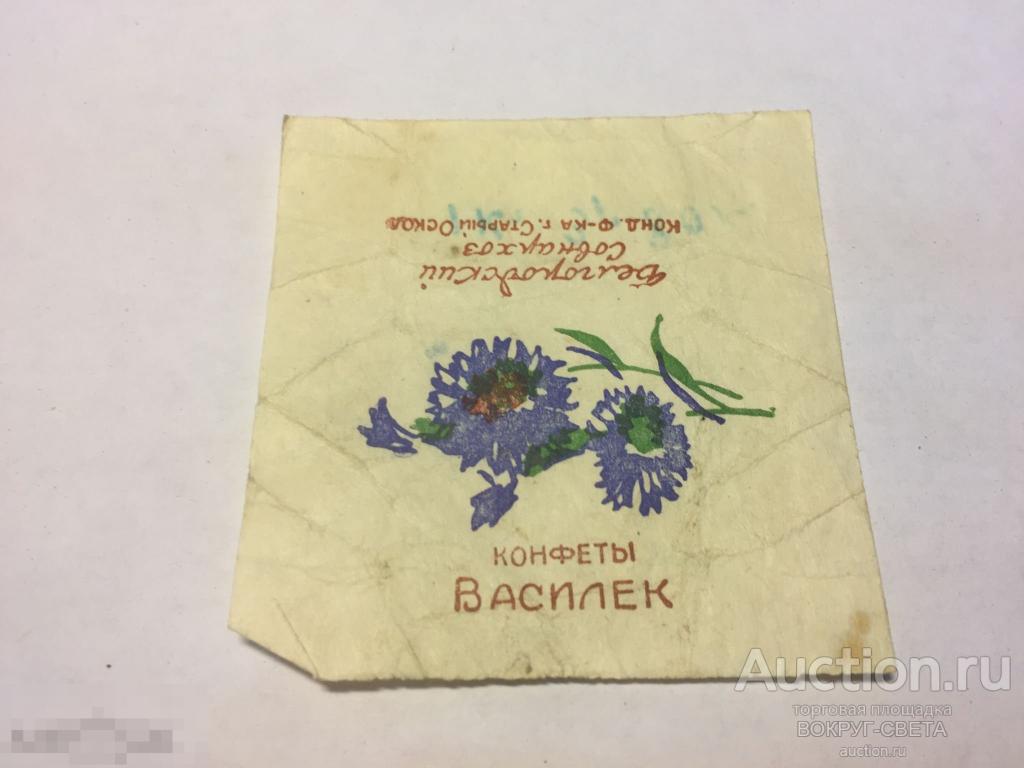 КОНД. Ф-КА г. СТАРЫЙ ОСКОЛ
Совнархоз
Белгородский
КОНФЕТЫ
ВАСИЛЕК
Auction.ru
торговая площадка
ВОКРУГ-СВЕТА
auction.ru